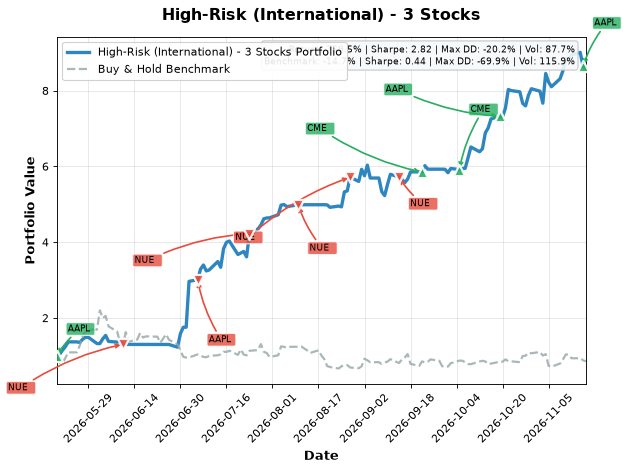 High-Risk (International) - 3 Stocks
AAPL
High-Risk (International) - 3 Stocks Portfolio
5% | Sharpe: 2.82 | Max DD: -20.2% | Vol: 87.7%
Buy & Hold Benchmark
% | Sharpe: 0.44 | Max DD: -69.9% | Vol: 115.9%
AAPL
CME
CME
NUE
NUE
NUE
NUE
AAPL
AAPL
NUE
Portfolio Value
8
6
4
2
2026-05-29
2026-06-14
2026-06-30
2026-07-16
2026-08-01
2026-08-17
2026-09-02
2026-09-18
2026-10-04
2026-10-20
2026-11-05
Date